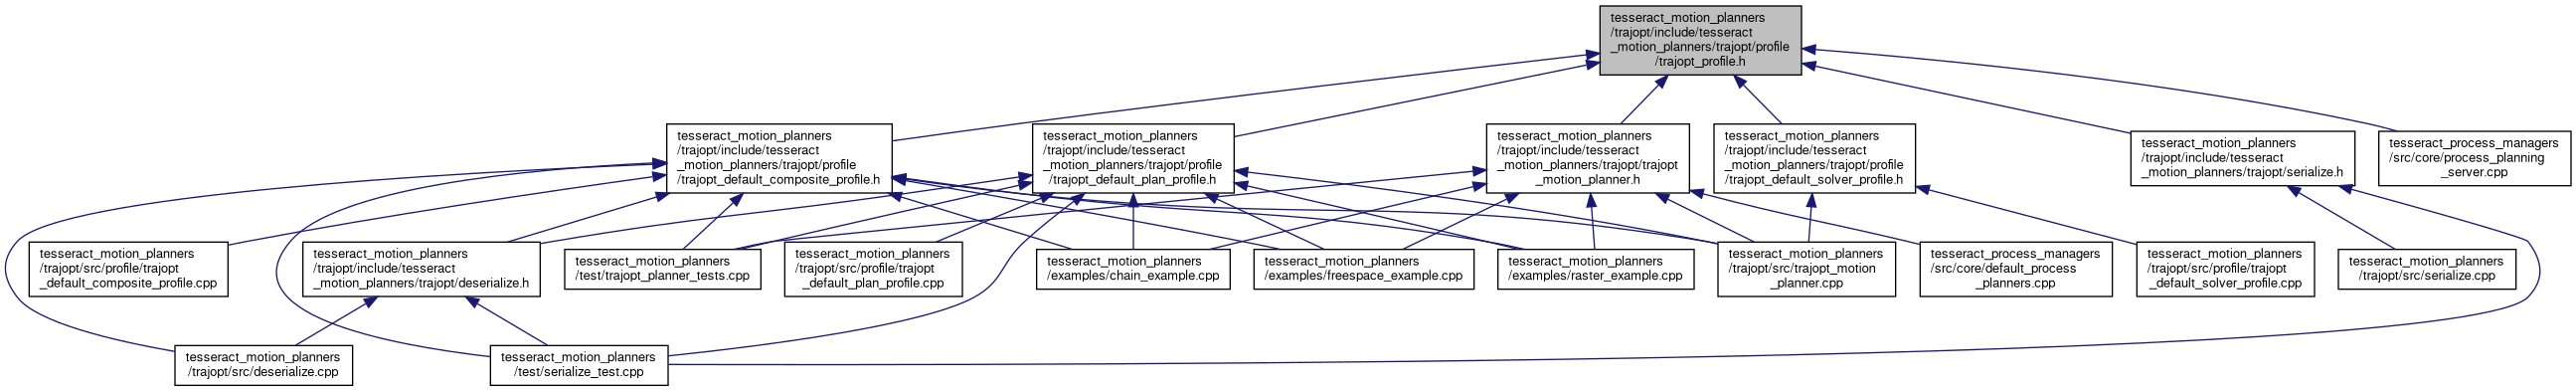 tesseract_motion_planners
/trajopt/include/tesseract
_motion_planners/trajopt/profile
/trajopt_profile.h
tesseract_motion_planners
/trajopt/include/tesseract
_motion_planners/trajopt/profile
/trajopt_default_composite_profile.h
tesseract_motion_planners
/trajopt/include/tesseract
_motion_planners/trajopt/profile
/trajopt_default_plan_profile.h
tesseract_motion_planners
/trajopt/include/tesseract
_motion_planners/trajopt/trajopt
_motion_planner.h
tesseract_motion_planners
/trajopt/include/tesseract
_motion_planners/trajopt/profile
/trajopt_default_solver_profile.h
tesseract_motion_planners
/trajopt/include/tesseract
_motion_planners/trajopt/serialize.h
tesseract_process_managers
/src/core/process_planning
_server.cpp
tesseract_motion_planners
/trajopt/src/profile/trajopt
_default_composite_profile.cpp
tesseract_motion_planners
/trajopt/include/tesseract
_motion_planners/trajopt/deserialize.h
tesseract_motion_planners
/test/trajopt_planner_tests.cpp
tesseract_motion_planners
/trajopt/src/profile/trajopt
_default_plan_profile.cpp
tesseract_motion_planners
/examples/chain_example.cpp
tesseract_motion_planners
/examples/freespace_example.cpp
tesseract_motion_planners
/examples/raster_example.cpp
tesseract_motion_planners
/trajopt/src/trajopt_motion
_planner.cpp
tesseract_process_managers
/src/core/default_process
_planners.cpp
tesseract_motion_planners
/trajopt/src/profile/trajopt
_default_solver_profile.cpp
tesseract_motion_planners
/trajopt/src/serialize.cpp
tesseract_motion_planners
/trajopt/src/deserialize.cpp
tesseract_motion_planners
/test/serialize_test.cpp